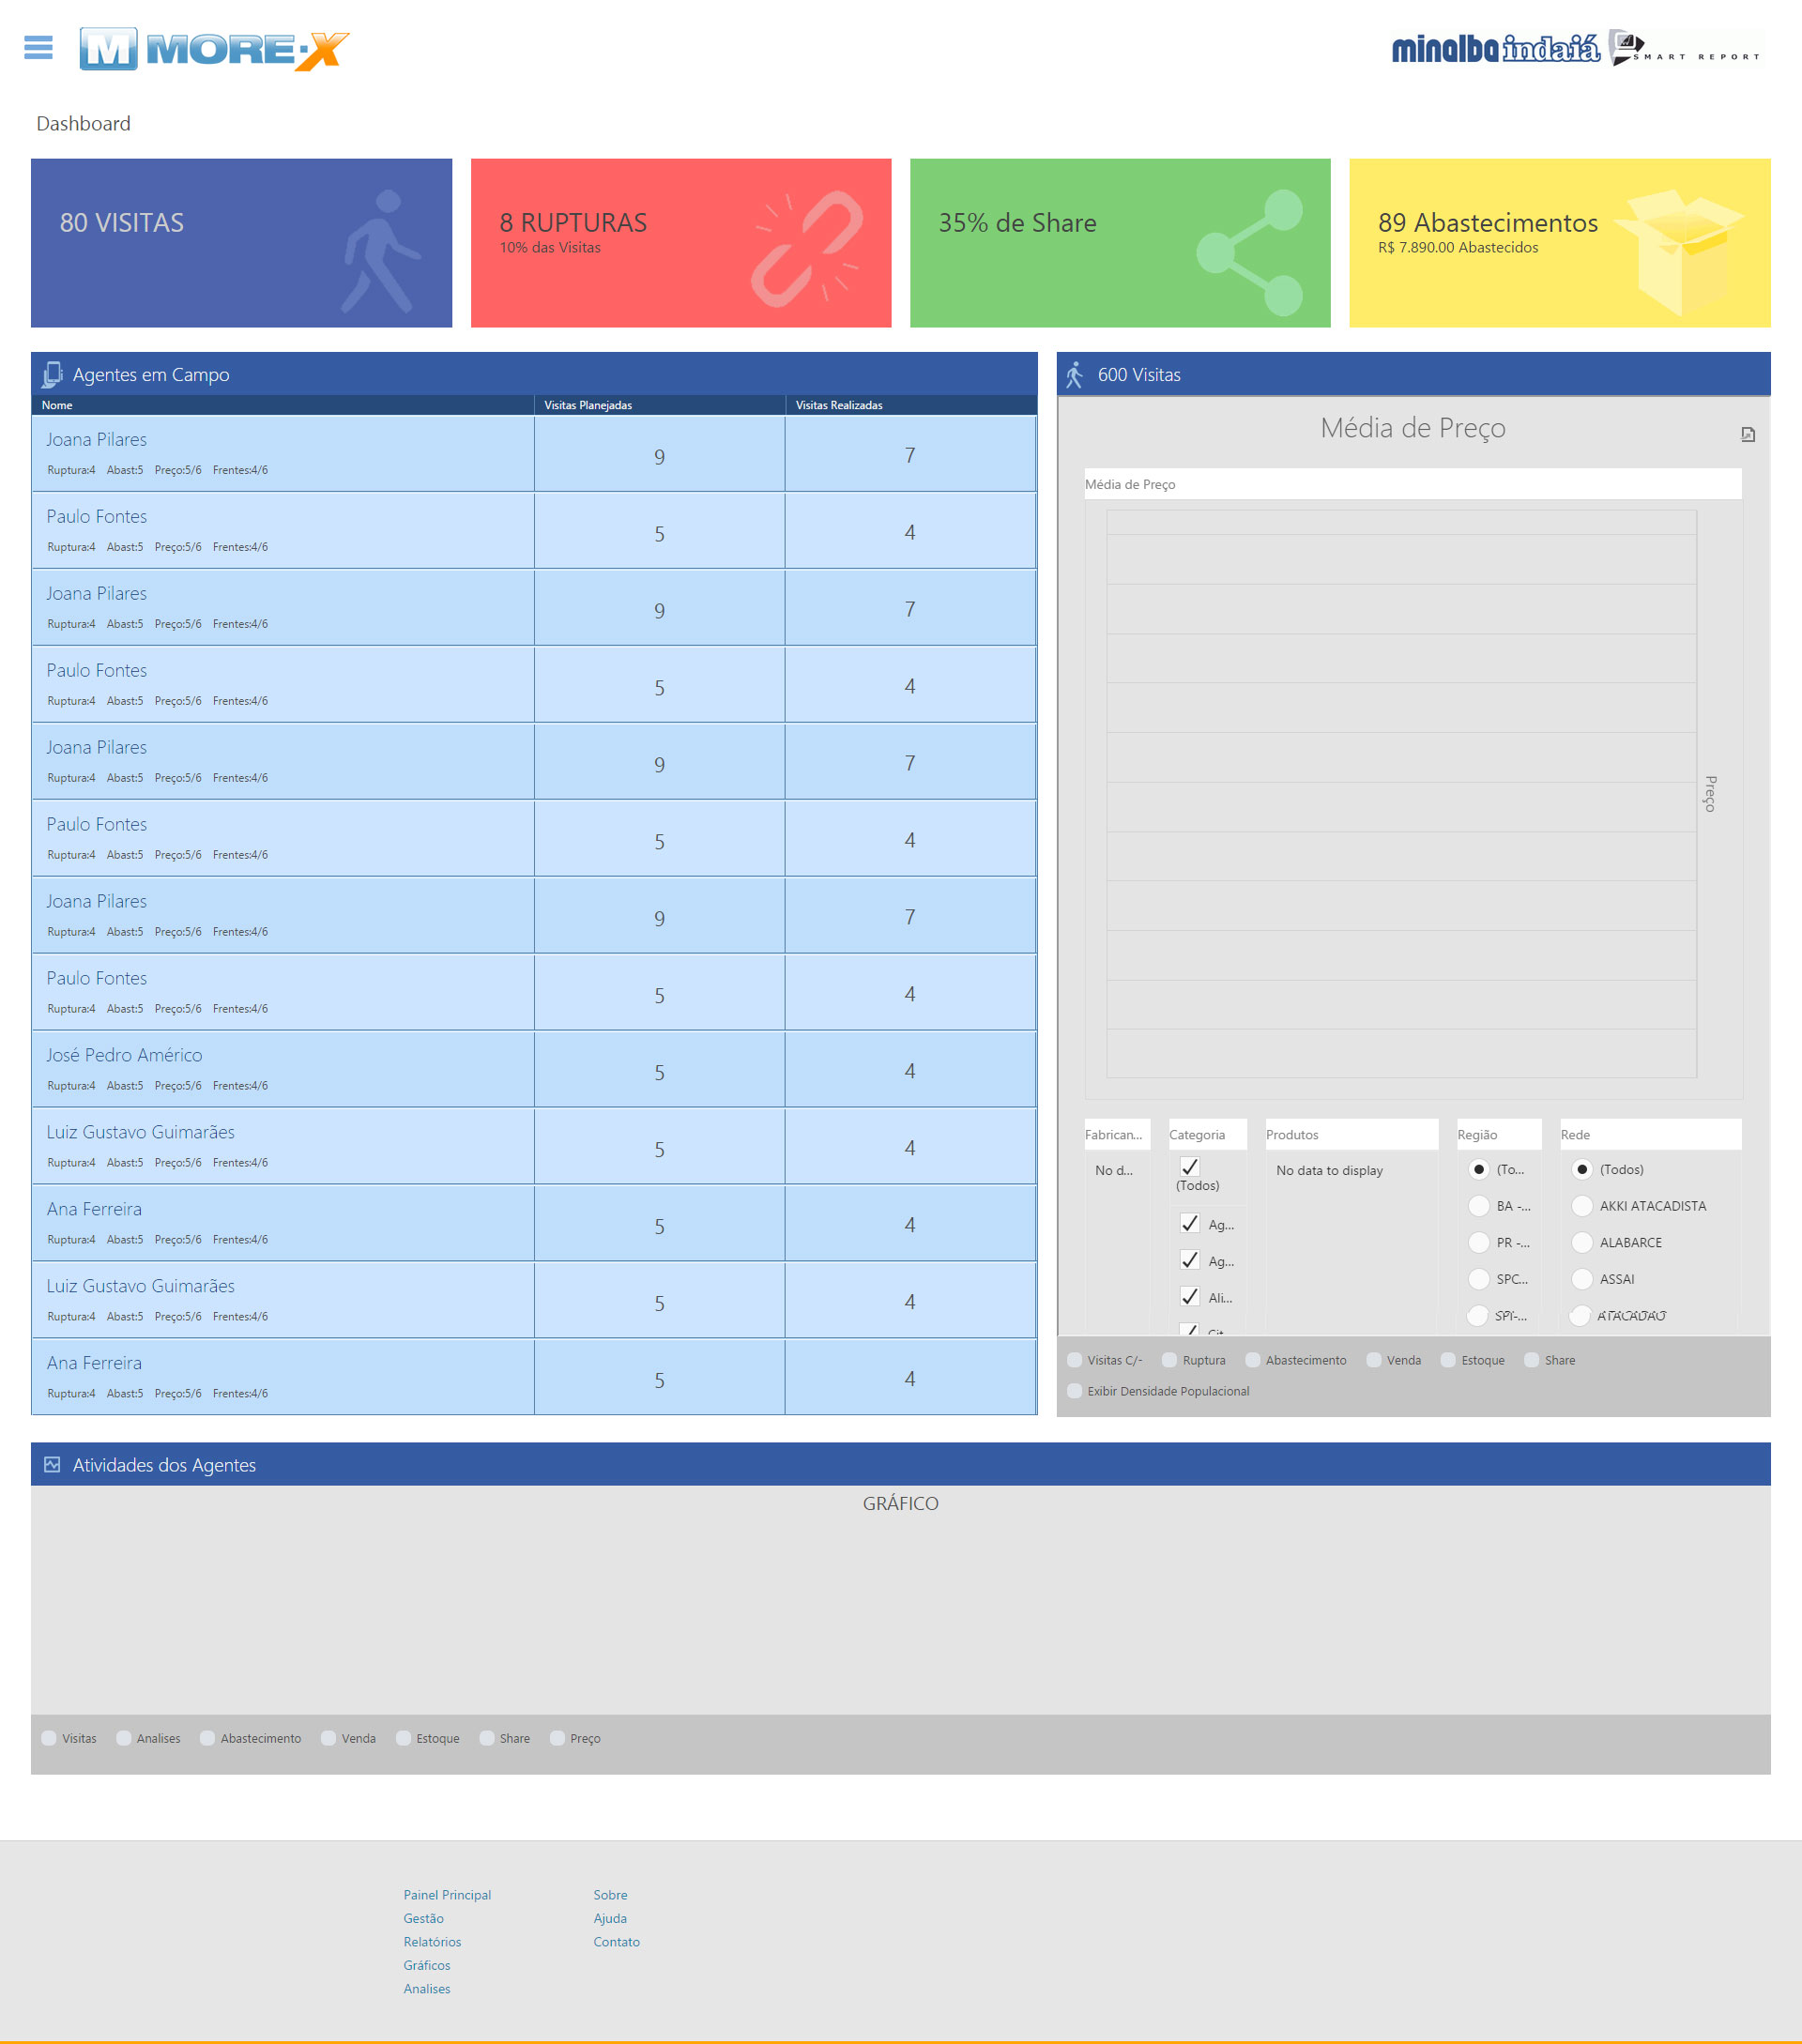 M MORE-X
minalba indaiá SMART REPORT
Dashboard
80 VISITAS
8 RUPTURAS
10% das Visitas
35% de Share
89 Abastecimentos
R$ 7.890.00 Abastecidos
Agentes em Campo
Nome Visitas Planejadas Visitas Realizadas
Joana Pilares
Ruptura:4 Abast:5 Preço:5/6 Frentes:4/6
9 7
Paulo Fontes
Ruptura:4 Abast:5 Preço:5/6 Frentes:4/6
5 4
Joana Pilares
Ruptura:4 Abast:5 Preço:5/6 Frentes:4/6
9 7
Paulo Fontes
Ruptura:4 Abast:5 Preço:5/6 Frentes:4/6
5 4
Joana Pilares
Ruptura:4 Abast:5 Preço:5/6 Frentes:4/6
9 7
Paulo Fontes
Ruptura:4 Abast:5 Preço:5/6 Frentes:4/6
5 4
Joana Pilares
Ruptura:4 Abast:5 Preço:5/6 Frentes:4/6
9 7
Paulo Fontes
Ruptura:4 Abast:5 Preço:5/6 Frentes:4/6
5 4
José Pedro Américo
Ruptura:4 Abast:5 Preço:5/6 Frentes:4/6
5 4
Luiz Gustavo Guimarães
Ruptura:4 Abast:5 Preço:5/6 Frentes:4/6
5 4
Ana Ferreira
Ruptura:4 Abast:5 Preço:5/6 Frentes:4/6
5 4
Luiz Gustavo Guimarães
Ruptura:4 Abast:5 Preço:5/6 Frentes:4/6
5 4
Ana Ferreira
Ruptura:4 Abast:5 Preço:5/6 Frentes:4/6
5 4
600 Visitas
Média de Preço
Média de Preço
Preço
Fabrican...
No d...
Categoria
(Todos)
Ag...
Ag...
Ali...
Produtos
No data to display
Região
(To...
BA -...
PR -...
SPC...
SPI-...
Rede
(Todos)
AKKI ATACADISTA
ALABARCE
ASSAI
ATACADAO
Visitas C/- Ruptura Abastecimento Venda Estoque Share
Exibir Densidade Populacional
Atividades dos Agentes
GRÁFICO
Visitas Analises Abastecimento Venda Estoque Share Preço
Painel Principal
Gestão
Relatórios
Gráficos
Analises
Sobre
Ajuda
Contato